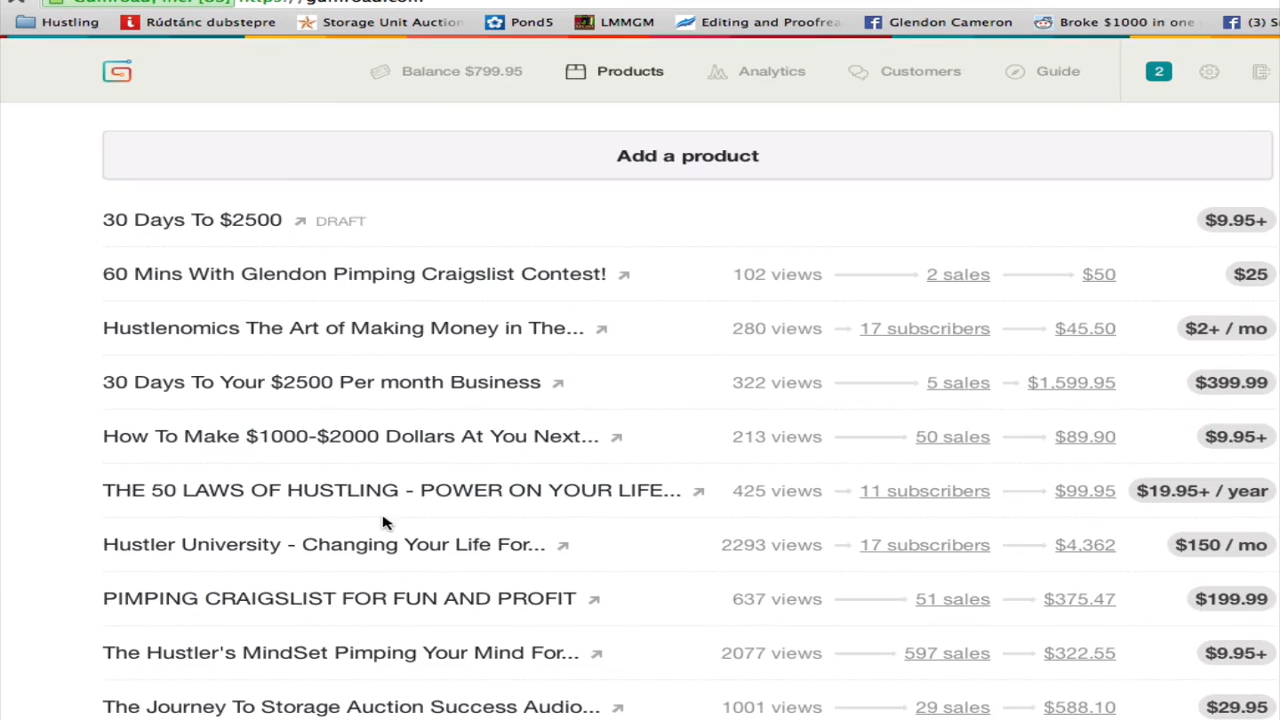 Hustling Rúdtánc dubstepre Storage Unit Auction Pond5 LMMGM Editing and Proofrea Glendon Cameron Broke $1000 in one (3) S
Balance $799.95 Products Analytics Customers Guide 2
Add a product
30 Days To $2500 DRAFT $9.95+
60 Mins With Glendon Pimping Craigslist Contest! 102 views 2 sales $50 $25
Hustlenomics The Art of Making Money in The... 280 views 17 subscribers $45.50 $2+ / mo
30 Days To Your $2500 Per month Business 322 views 5 sales $1,599.95 $399.99
How To Make $1000-$2000 Dollars At You Next... 213 views 50 sales $89.90 $9.95+
THE 50 LAWS OF HUSTLING - POWER ON YOUR LIFE... 425 views 11 subscribers $99.95 $19.95+ / year
Hustler University - Changing Your Life For... 2293 views 17 subscribers $4,362 $150 / mo
PIMPING CRAIGSLIST FOR FUN AND PROFIT 637 views 51 sales $375.47 $199.99
The Hustler's MindSet Pimping Your Mind For... 2077 views 597 sales $322.55 $9.95+
The Journey To Storage Auction Success Audio... 1001 views 29 sales $588.10 $29.95